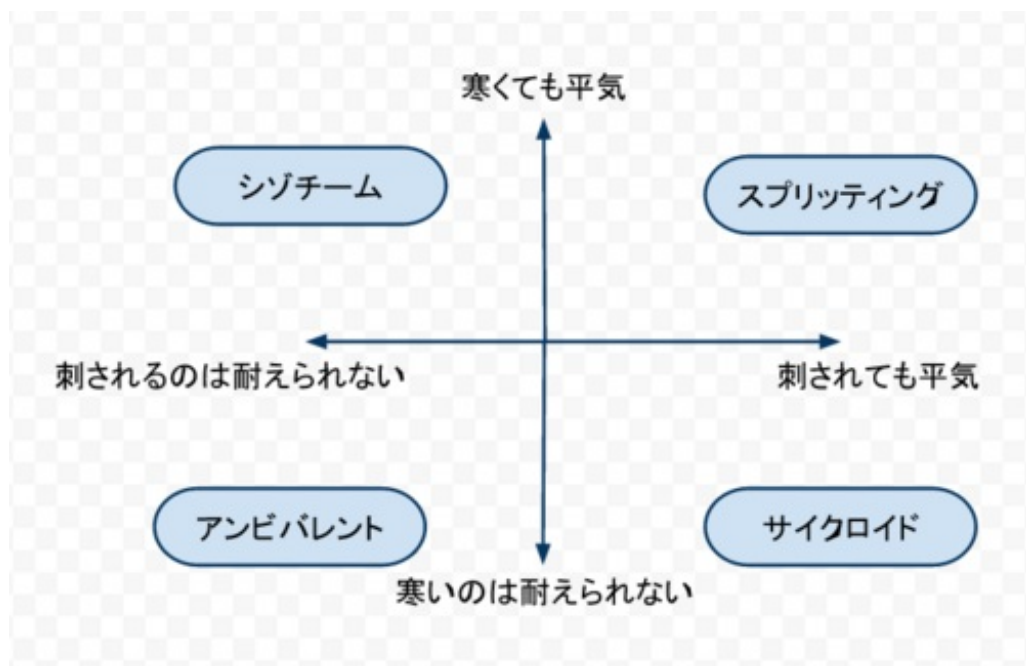 寒くても平気
シゾチーム
スプリッティング
刺されるのは耐えられない
刺されても平気
アンビバレント
サイクロイド
寒いのは耐えられない